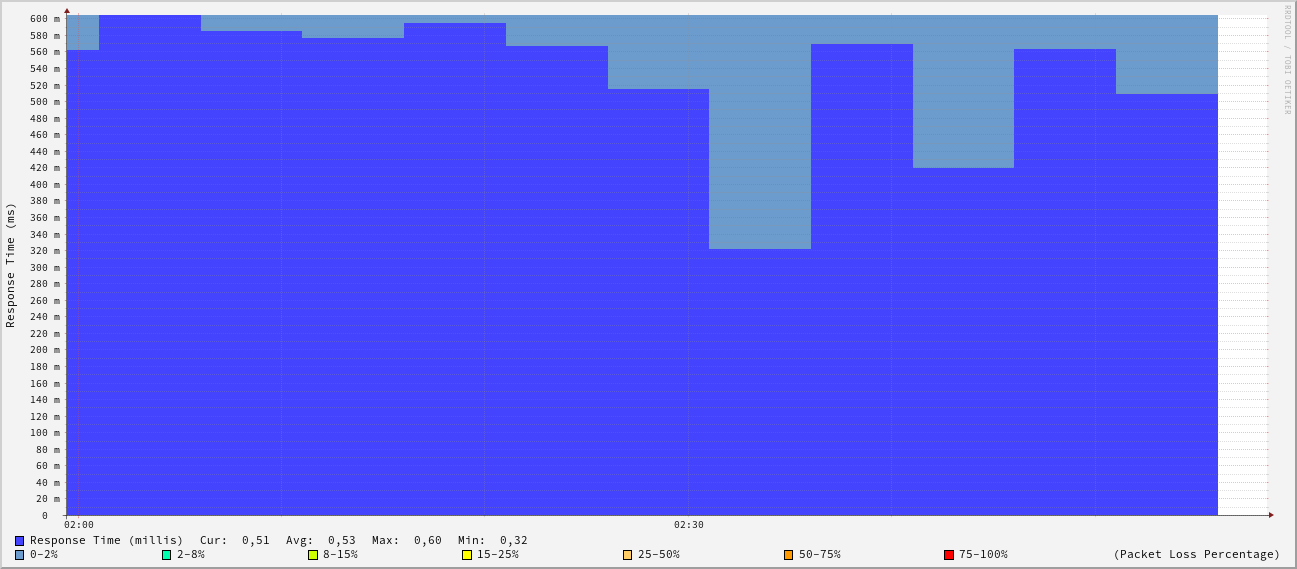 RRDTOOL / TOBI OETIKER
Response Time (ms)
600 m
580 m
560 m
540 m
520 m
500 m
480 m
460 m
440 m
420 m
400 m
380 m
360 m
340 m
320 m
300 m
280 m
260 m
240 m
220 m
200 m
180 m
160 m
140 m
120 m
100 m
80 m
60 m
40 m
20 m
0
02:00 02:30
Response Time (millis) Cur: 0,51 Avg: 0,53 Max: 0,60 Min: 0,32
0-2% 2-8% 8-15% 15-25% 25-50% 50-75% 75-100% (Packet Loss Percentage)